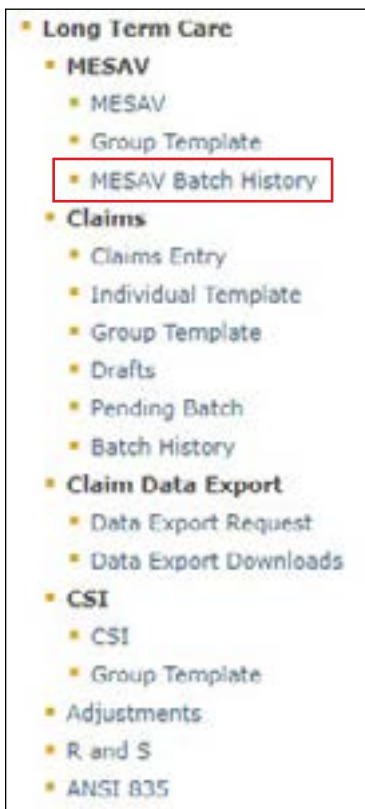 Long Term Care
MESAV
MESAV
Group Template
MESAV Batch History
Claims
Claims Entry
Individual Template
Group Template
Drafts
Pending Batch
Batch History
Claim Data Export
Data Export Request
Data Export Downloads
CSI
CSI
Group Template
Adjustments
R and S
ANSI 835